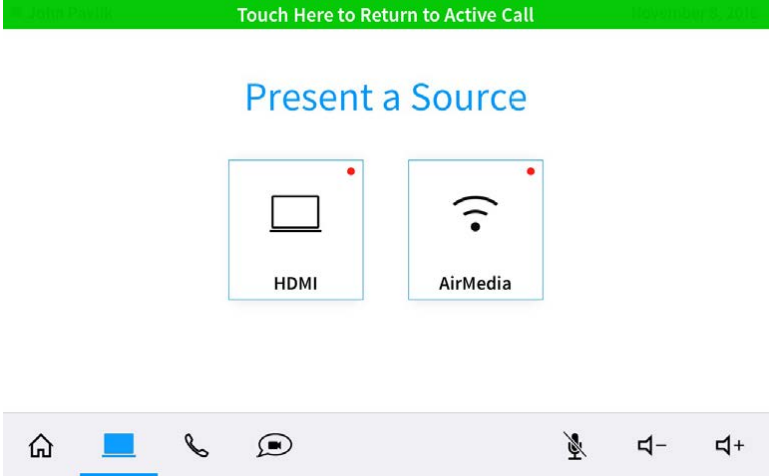 Touch Here to Return to Active Call
Present a Source
HDMI
AirMedia